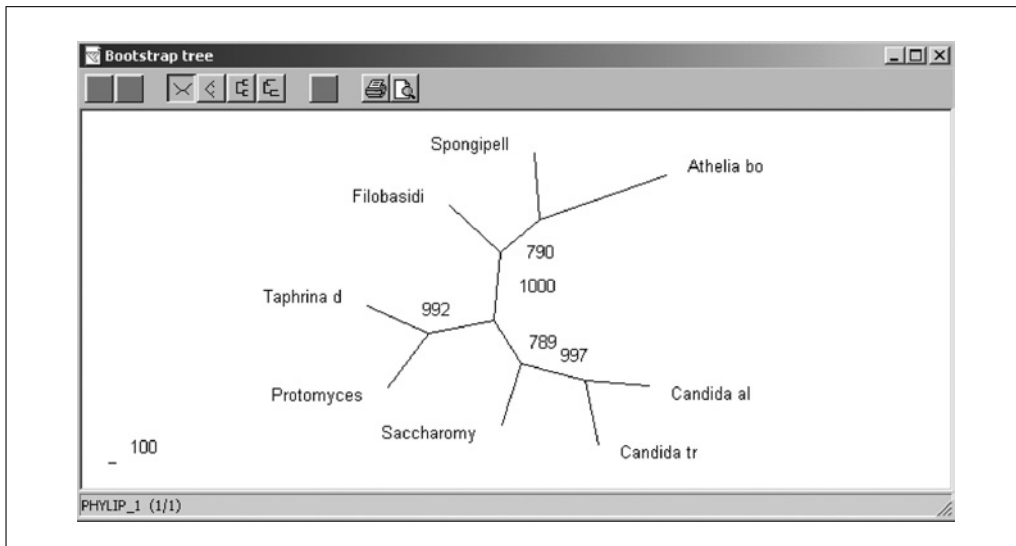 Bootstrap tree
Spongipell
Athelia bo
Filobasidi
790
1000
Taphrina d
992
789
997
Protomyces
Candida al
Saccharomy
Candida tr
100
PHYLIP_1 (1/1)